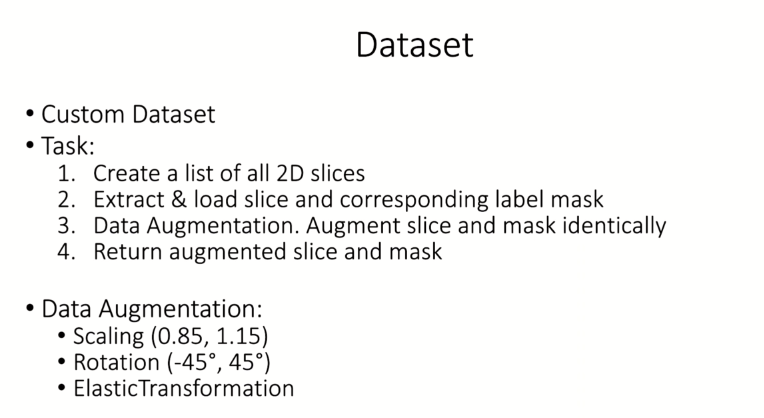 Dataset
• Custom Dataset
• Task:
1. Create a list of all 2D slices
2. Extract & load slice and corresponding label mask
3. Data Augmentation. Augment slice and mask identically
4. Return augmented slice and mask
• Data Augmentation:
• Scaling (0.85, 1.15)
• Rotation (-45°, 45°)
• ElasticTransformation